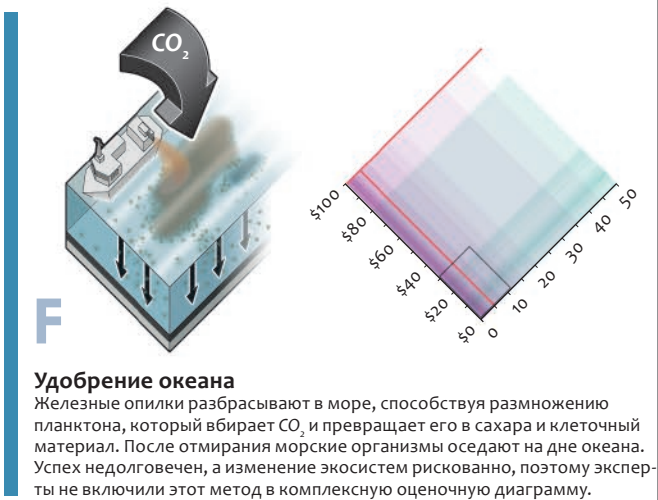 CO₂
$100
$80
$60
$40
$20
$0
0
10
20
30
40
50
F
Удобрение океана
Железные опилки разбрасывают в море, способствуя размножению
планктона, который вбирает CO₂ и превращает его в сахара и клеточный
материал. После отмирания морские организмы оседают на дне океана.
Успех недолговечен, а изменение экосистем рискованно, поэтому экспер-
ты не включили этот метод в комплексную оценочную диаграмму.